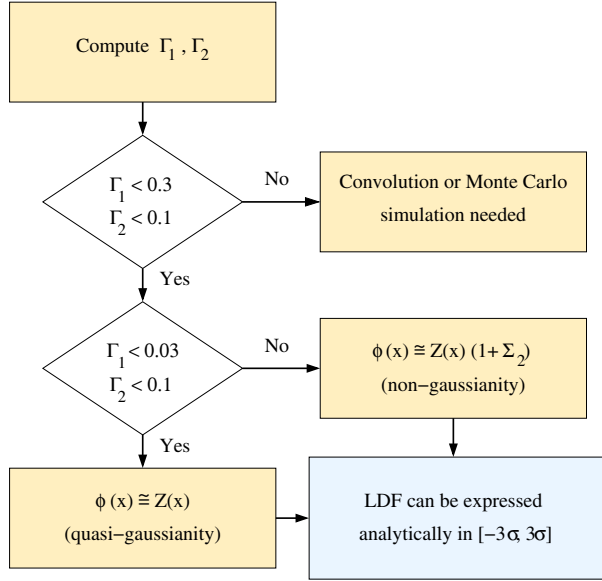 Compute Γ₁ , Γ₂
Γ₁ < 0.3
Γ₂ < 0.1
No
Convolution or Monte Carlo
simulation needed
Yes
Γ₁ < 0.03
Γ₂ < 0.1
No
ϕ (x) ≅ Z(x) (1+ Σ₂)
(non−gaussianity)
Yes
ϕ (x) ≅ Z(x)
(quasi−gaussianity)
LDF can be expressed
analytically in [−3σ, 3σ]